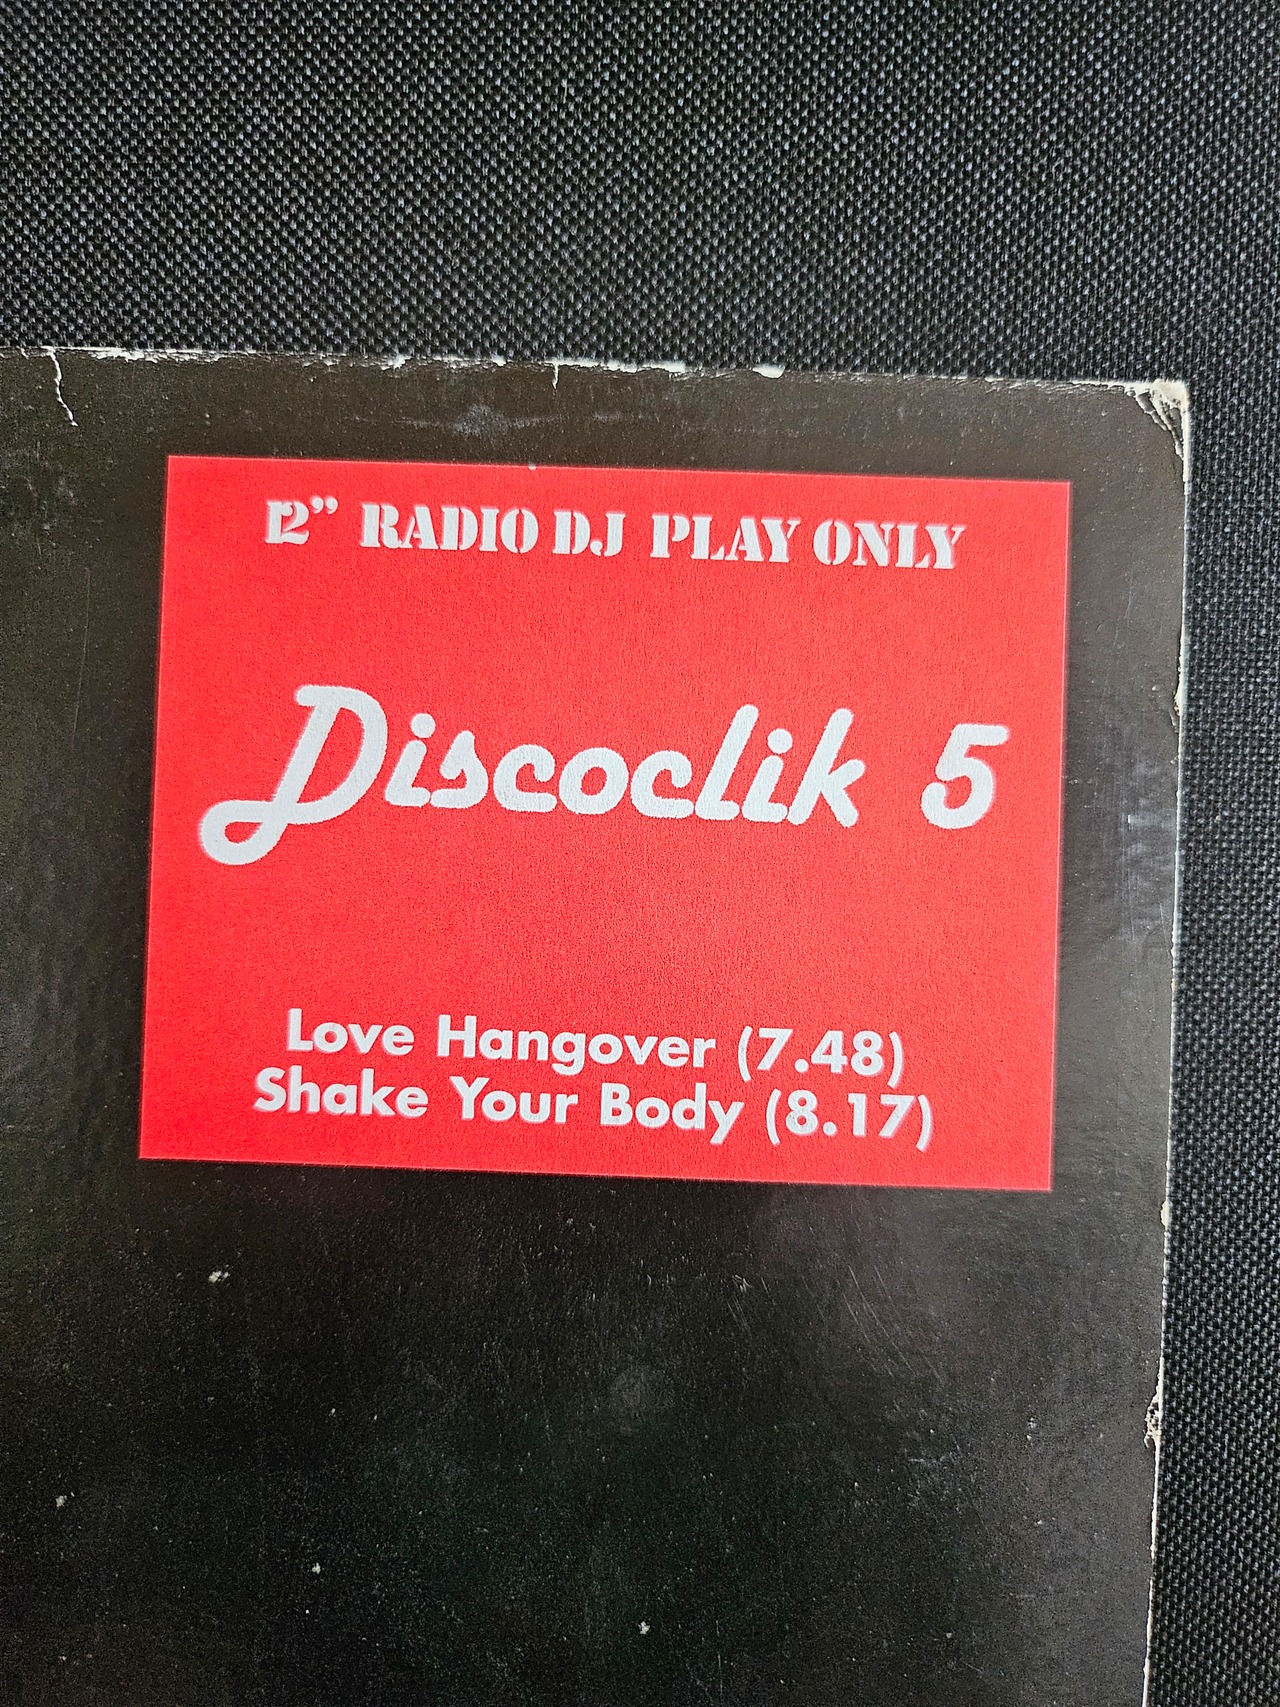 12” RADIO DJ PLAY ONLY
Discoclik 5
Love Hangover (7.48)
Shake Your Body (8.17)